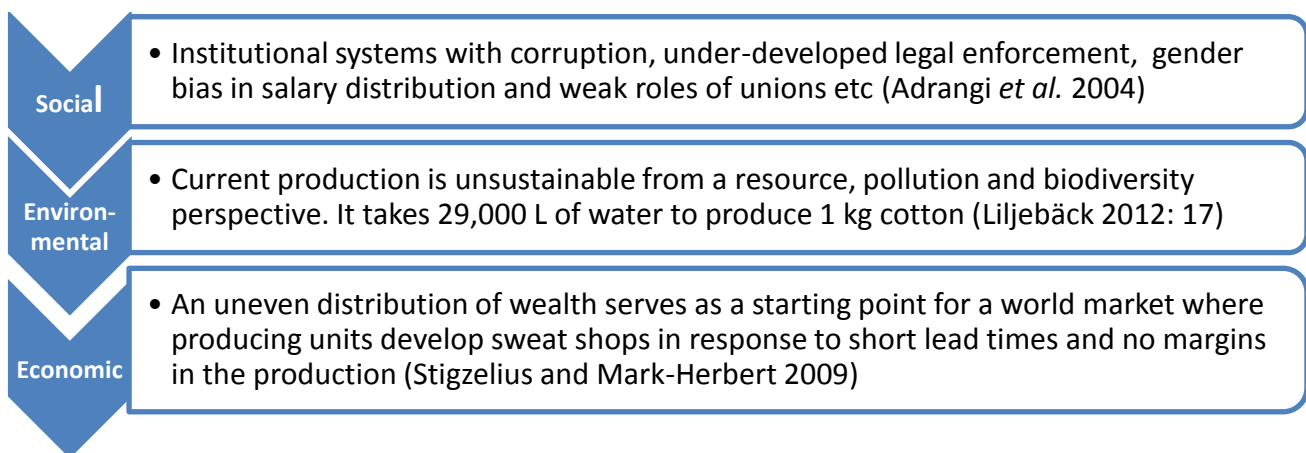 Social
• Institutional systems with corruption, under-developed legal enforcement, gender
bias in salary distribution and weak roles of unions etc (Adrangi et al. 2004)
Environ-
mental
• Current production is unsustainable from a resource, pollution and biodiversity
perspective. It takes 29,000 L of water to produce 1 kg cotton (Liljebäck 2012: 17)
Economic
• An uneven distribution of wealth serves as a starting point for a world market where
producing units develop sweat shops in response to short lead times and no margins
in the production (Stigzelius and Mark-Herbert 2009)